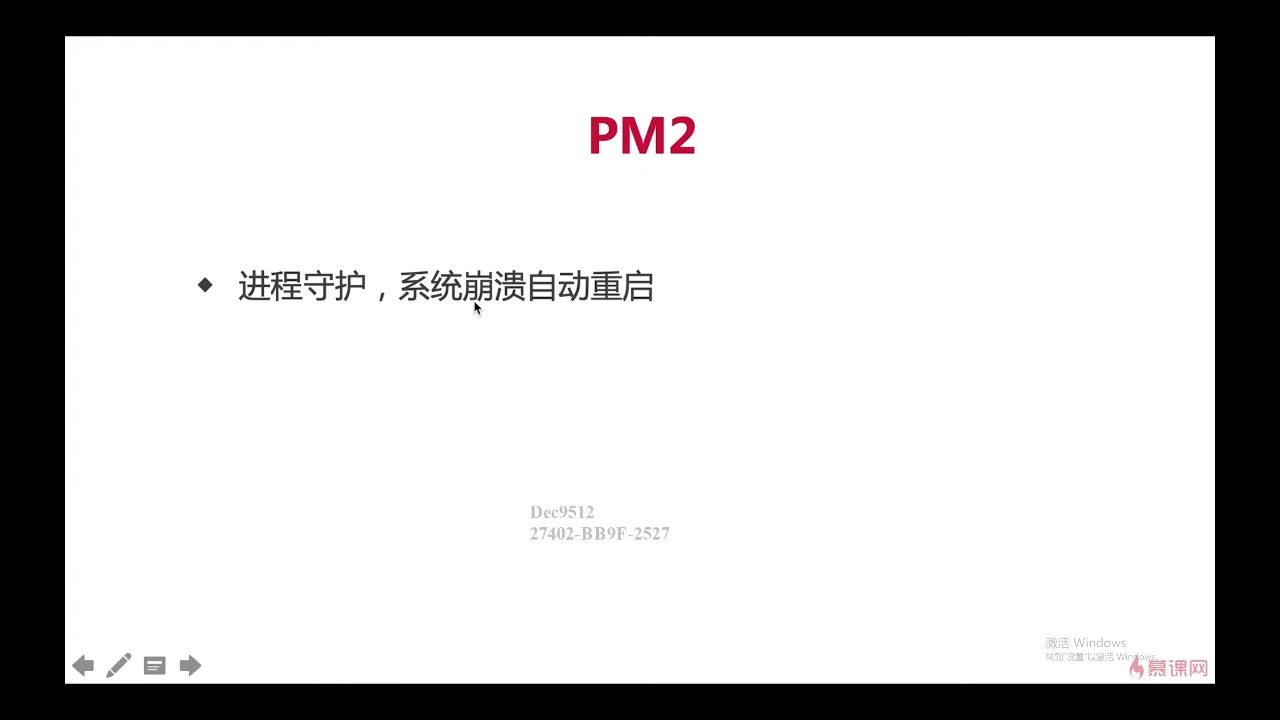 PM2
进程守护，系统崩溃自动重启
Dec9512
27402-BB9F-2527
激活 Windows
转到"设置"以激活 Windows。
慕课网